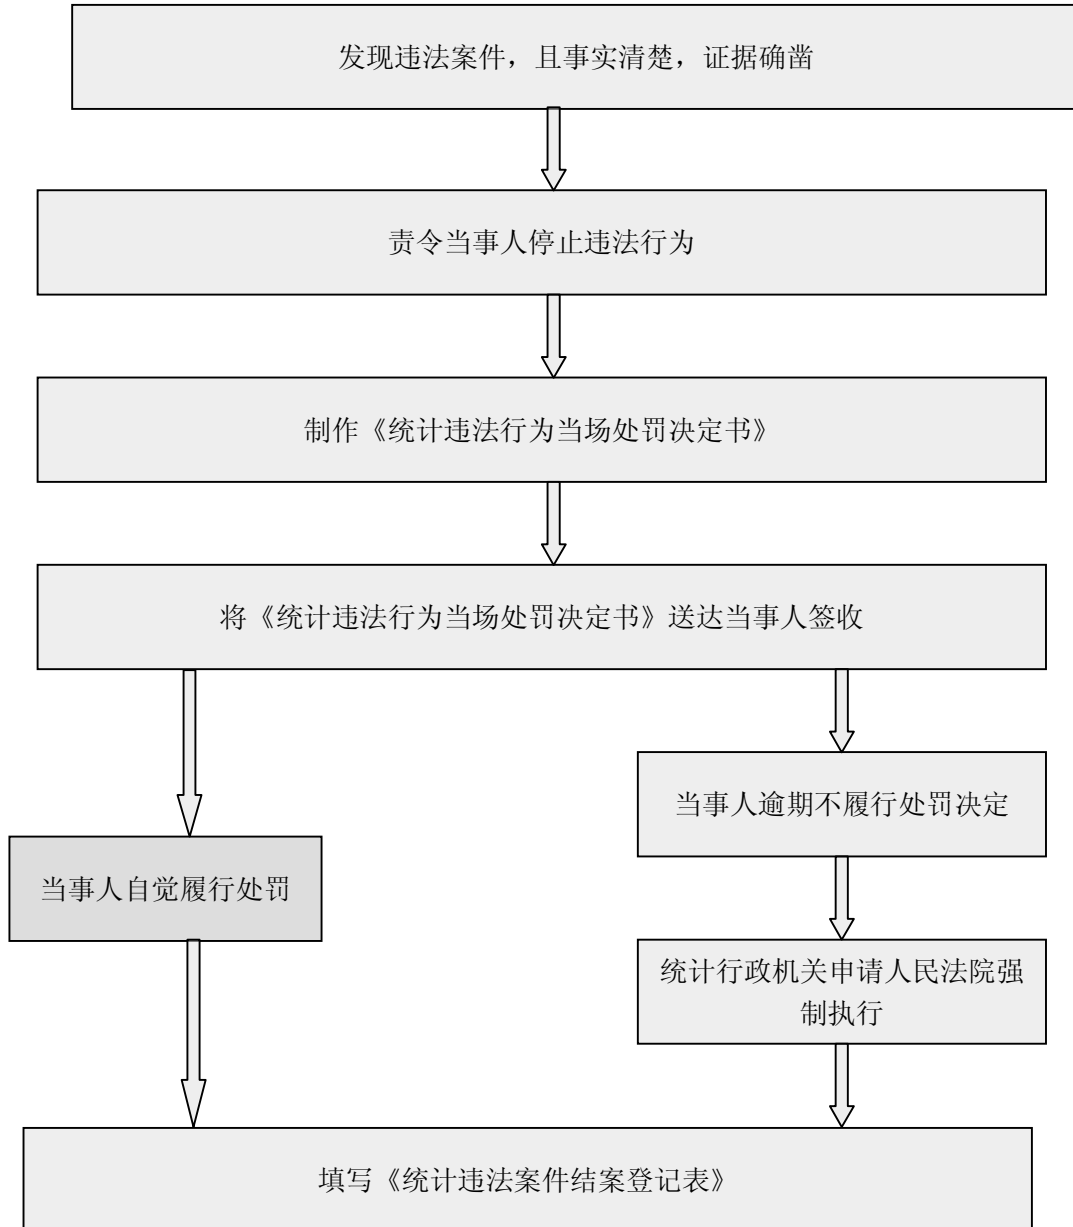 发现违法案件，且事实清楚，证据确凿
责令当事人停止违法行为
制作《统计违法行为当场处罚决定书》
将《统计违法行为当场处罚决定书》送达当事人签收
当事人逾期不履行处罚决定
当事人自觉履行处罚
统计行政机关申请人民法院强
制执行
填写《统计违法案件结案登记表》